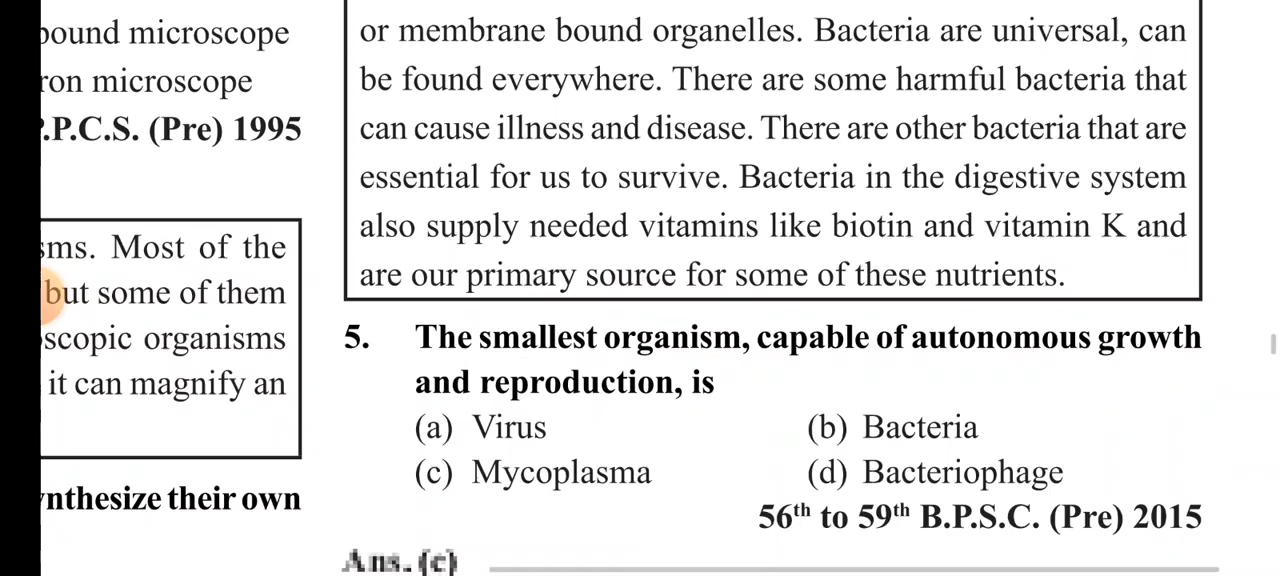 ound microscope
ron microscope
.P.C.S. (Pre) 1995
sms. Most of the
but some of them
scopic organisms
it can magnify an
nthesize their own
or membrane bound organelles. Bacteria are universal, can
be found everywhere. There are some harmful bacteria that
can cause illness and disease. There are other bacteria that are
essential for us to survive. Bacteria in the digestive system
also supply needed vitamins like biotin and vitamin K and
are our primary source for some of these nutrients.
5. The smallest organism, capable of autonomous growth
and reproduction, is
(a) Virus (b) Bacteria
(c) Mycoplasma (d) Bacteriophage
56th to 59th B.P.S.C. (Pre) 2015
Ans. (c)